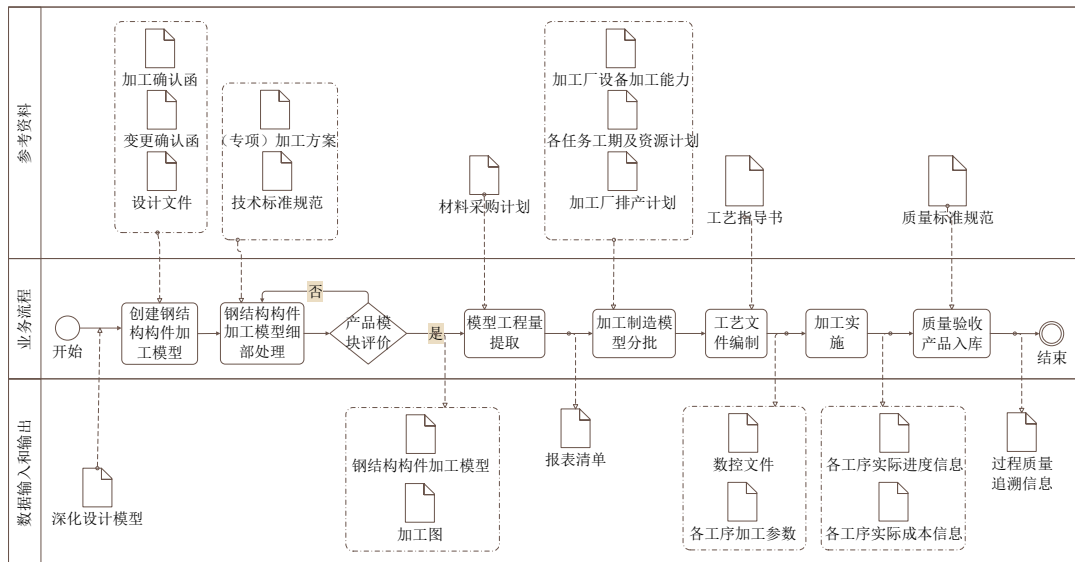 参考资料
加工确认函
变更确认函
设计文件
（专项）加工方案
技术标准规范
材料采购计划
加工厂设备加工能力
各任务工期及资源计划
加工厂排产计划
工艺指导书
质量标准规范
业务流程
开始
创建钢结
构构件加
工模型
钢结构构件
加工模型细
部处理
否
产品模
块评价
是
模型工程量
提取
加工制造模
型分批
工艺文
件编制
加工实
施
质量验收
产品入库
结束
数据输入和输出
深化设计模型
钢结构构件加工模型
加工图
报表清单
数控文件
各工序加工参数
各工序实际进度信息
各工序实际成本信息
过程质量
追溯信息